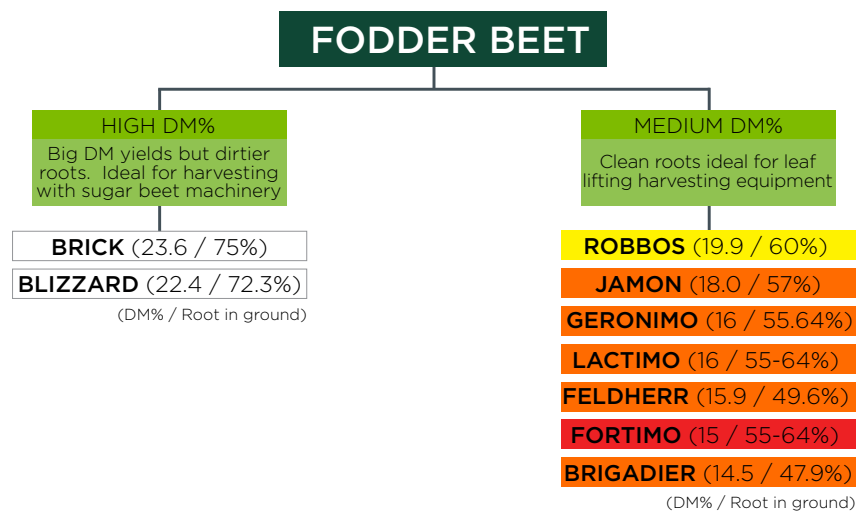 FODDER BEET
HIGH DM%
Big DM yields but dirtier
roots. Ideal for harvesting
with sugar beet machinery
BRICK (23.6 / 75%)
BLIZZARD (22.4 / 72.3%)
(DM% / Root in ground)
MEDIUM DM%
Clean roots ideal for leaf
lifting harvesting equipment
ROBBOS (19.9 / 60%)
JAMON (18.0 / 57%)
GERONIMO (16 / 55.64%)
LACTIMO (16 / 55-64%)
FELDHERR (15.9 / 49.6%)
FORTIMO (15 / 55-64%)
BRIGADIER (14.5 / 47.9%)
(DM% / Root in ground)